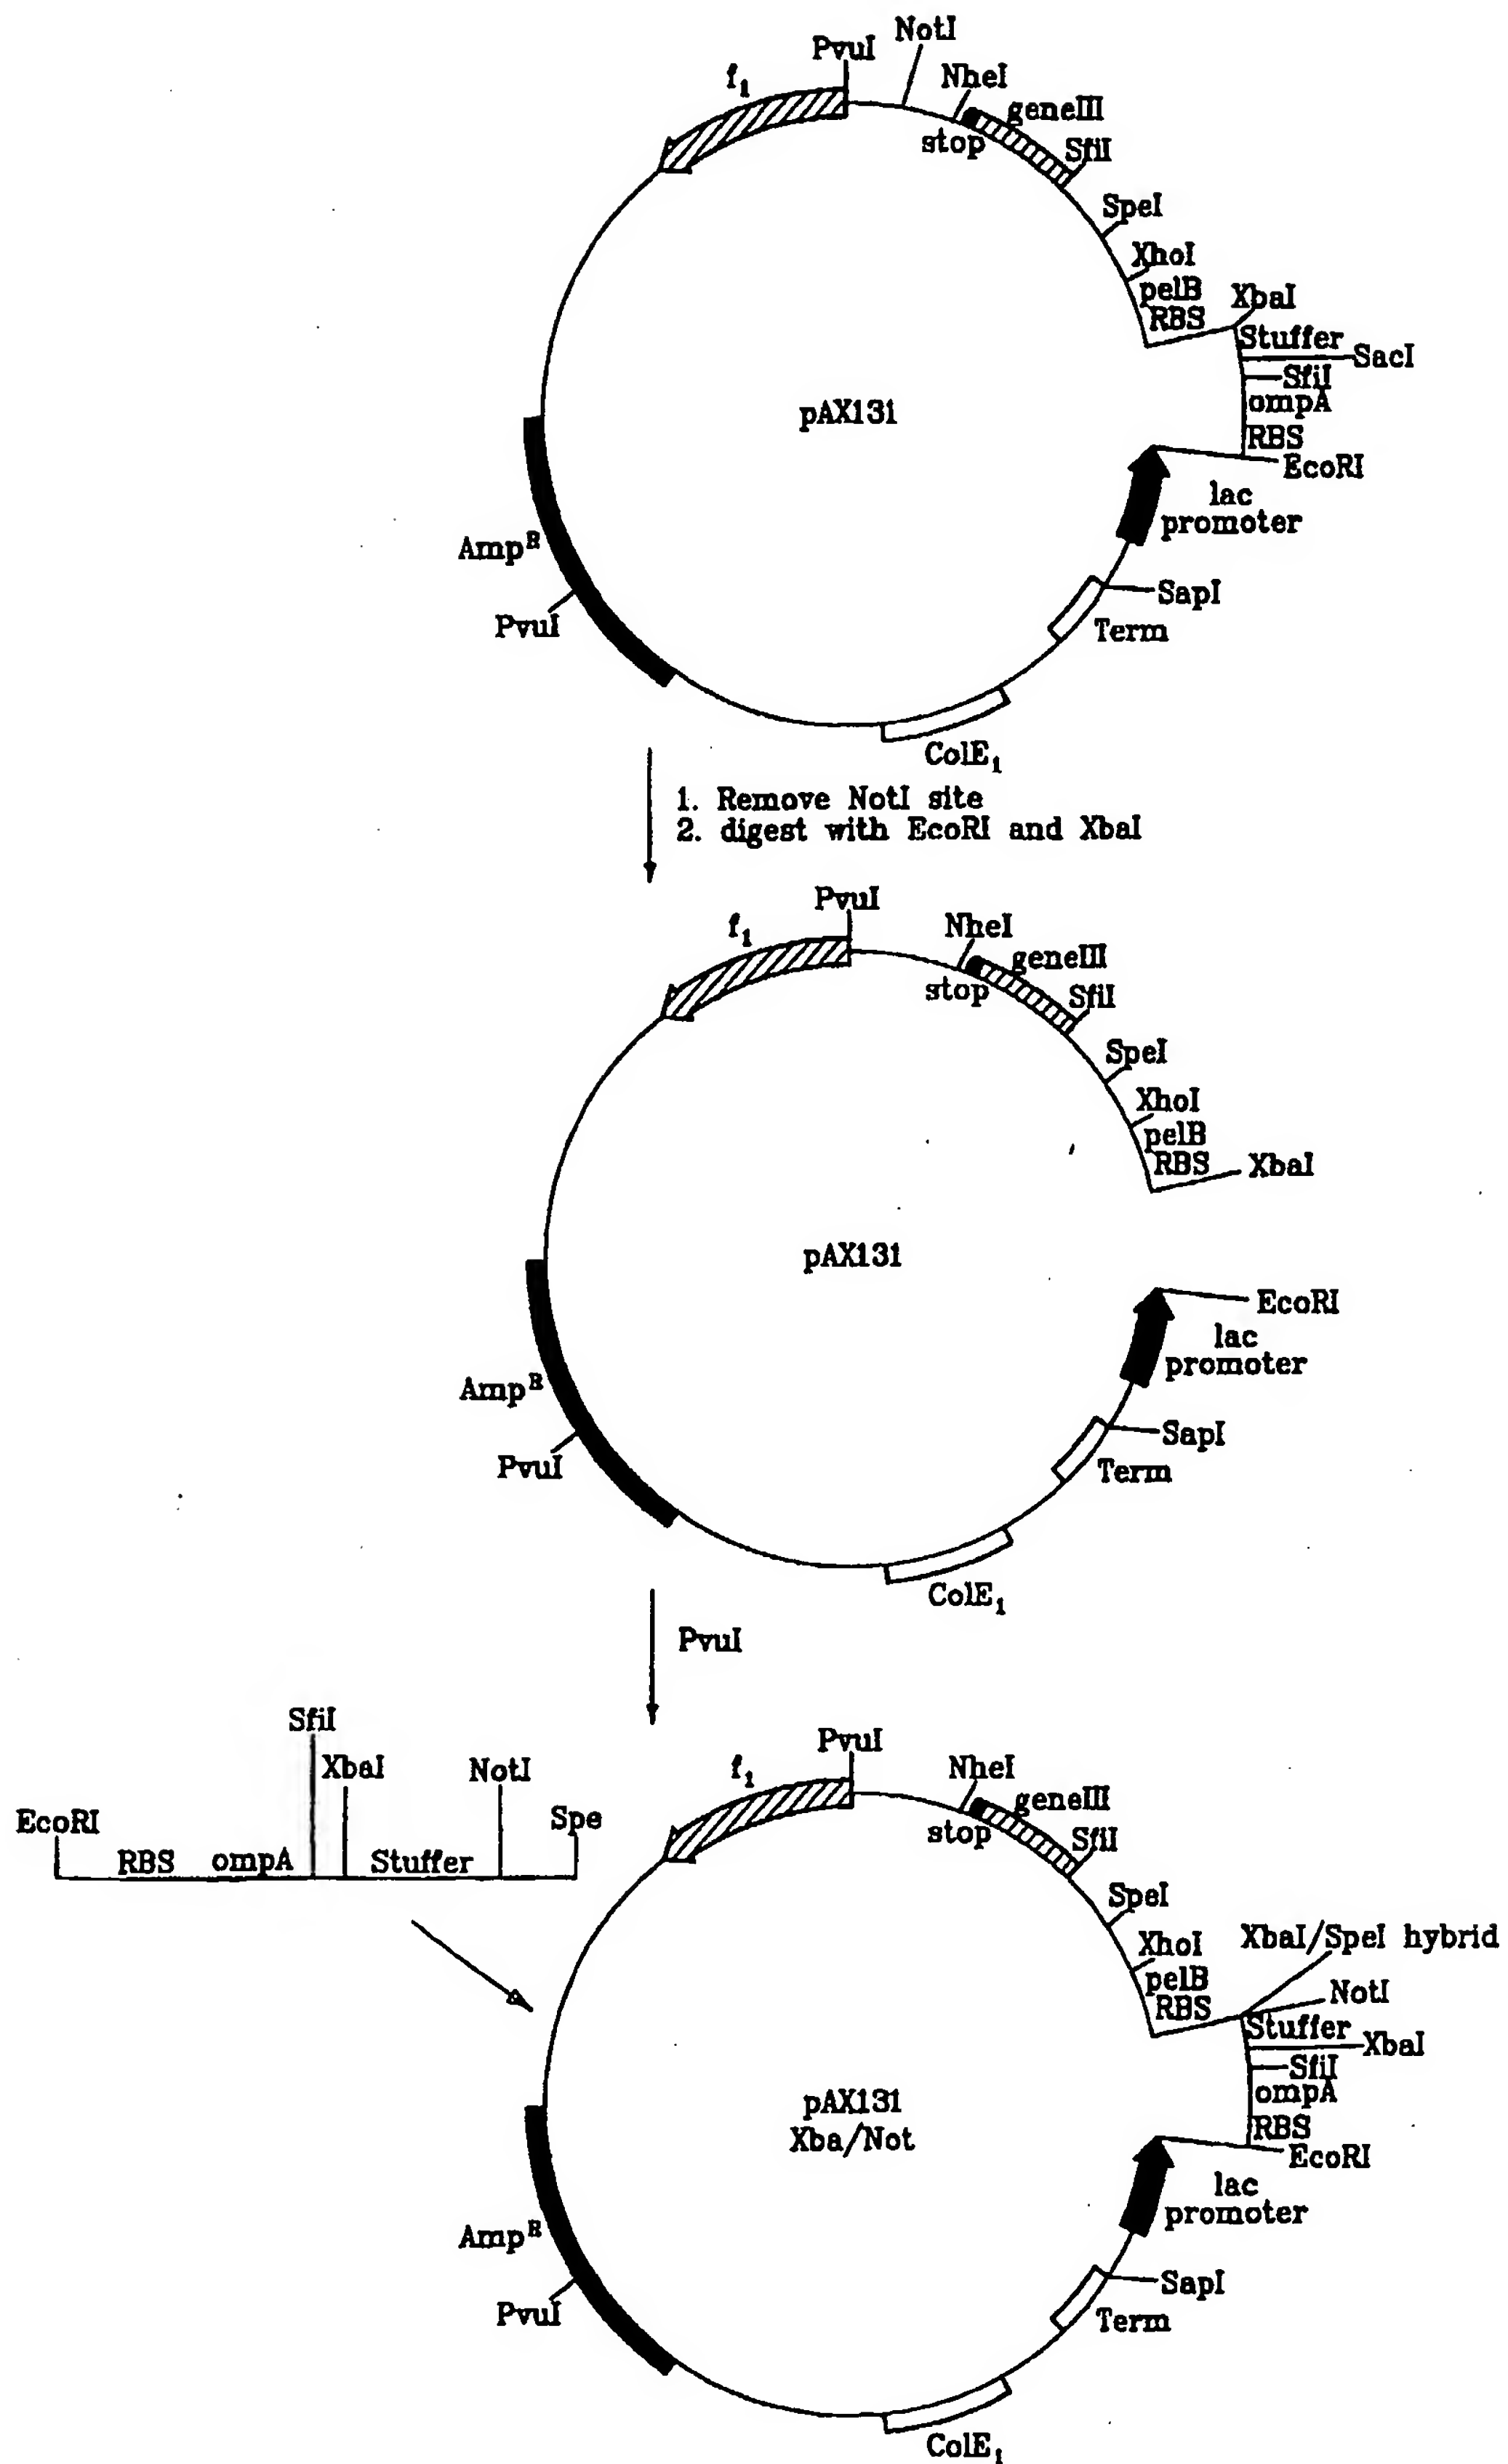 NotI
PvuI
f1
NheI
geneIII
stop
SfiI
SpeI
XhoI
pelB
RBS
XbaI
Stuffer
SacI
SfiI
ompA
RBS
EcoRI
pAX131
lac
promoter
Amp^R
SapI
PvuI
Term
ColE1
1. Remove NotI site
2. digest with EcoRI and XbaI
PvuI
f1
NheI
geneIII
stop
SfiI
SpeI
XhoI
pelB
RBS
XbaI
pAX131
EcoRI
lac
promoter
Amp^R
SapI
PvuI
Term
ColE1
PvuI
SfiI
XbaI
NotI
EcoRI
Spe
RBS ompA Stuffer
PvuI
f1
NheI
geneIII
stop
SfiI
SpeI
XhoI
XbaI/SpeI hybrid
pelB
RBS
NotI
Stuffer
XbaI
SfiI
ompA
RBS
EcoRI
pAX131
Xba/Not
lac
promoter
Amp^R
SapI
PvuI
Term
ColE1